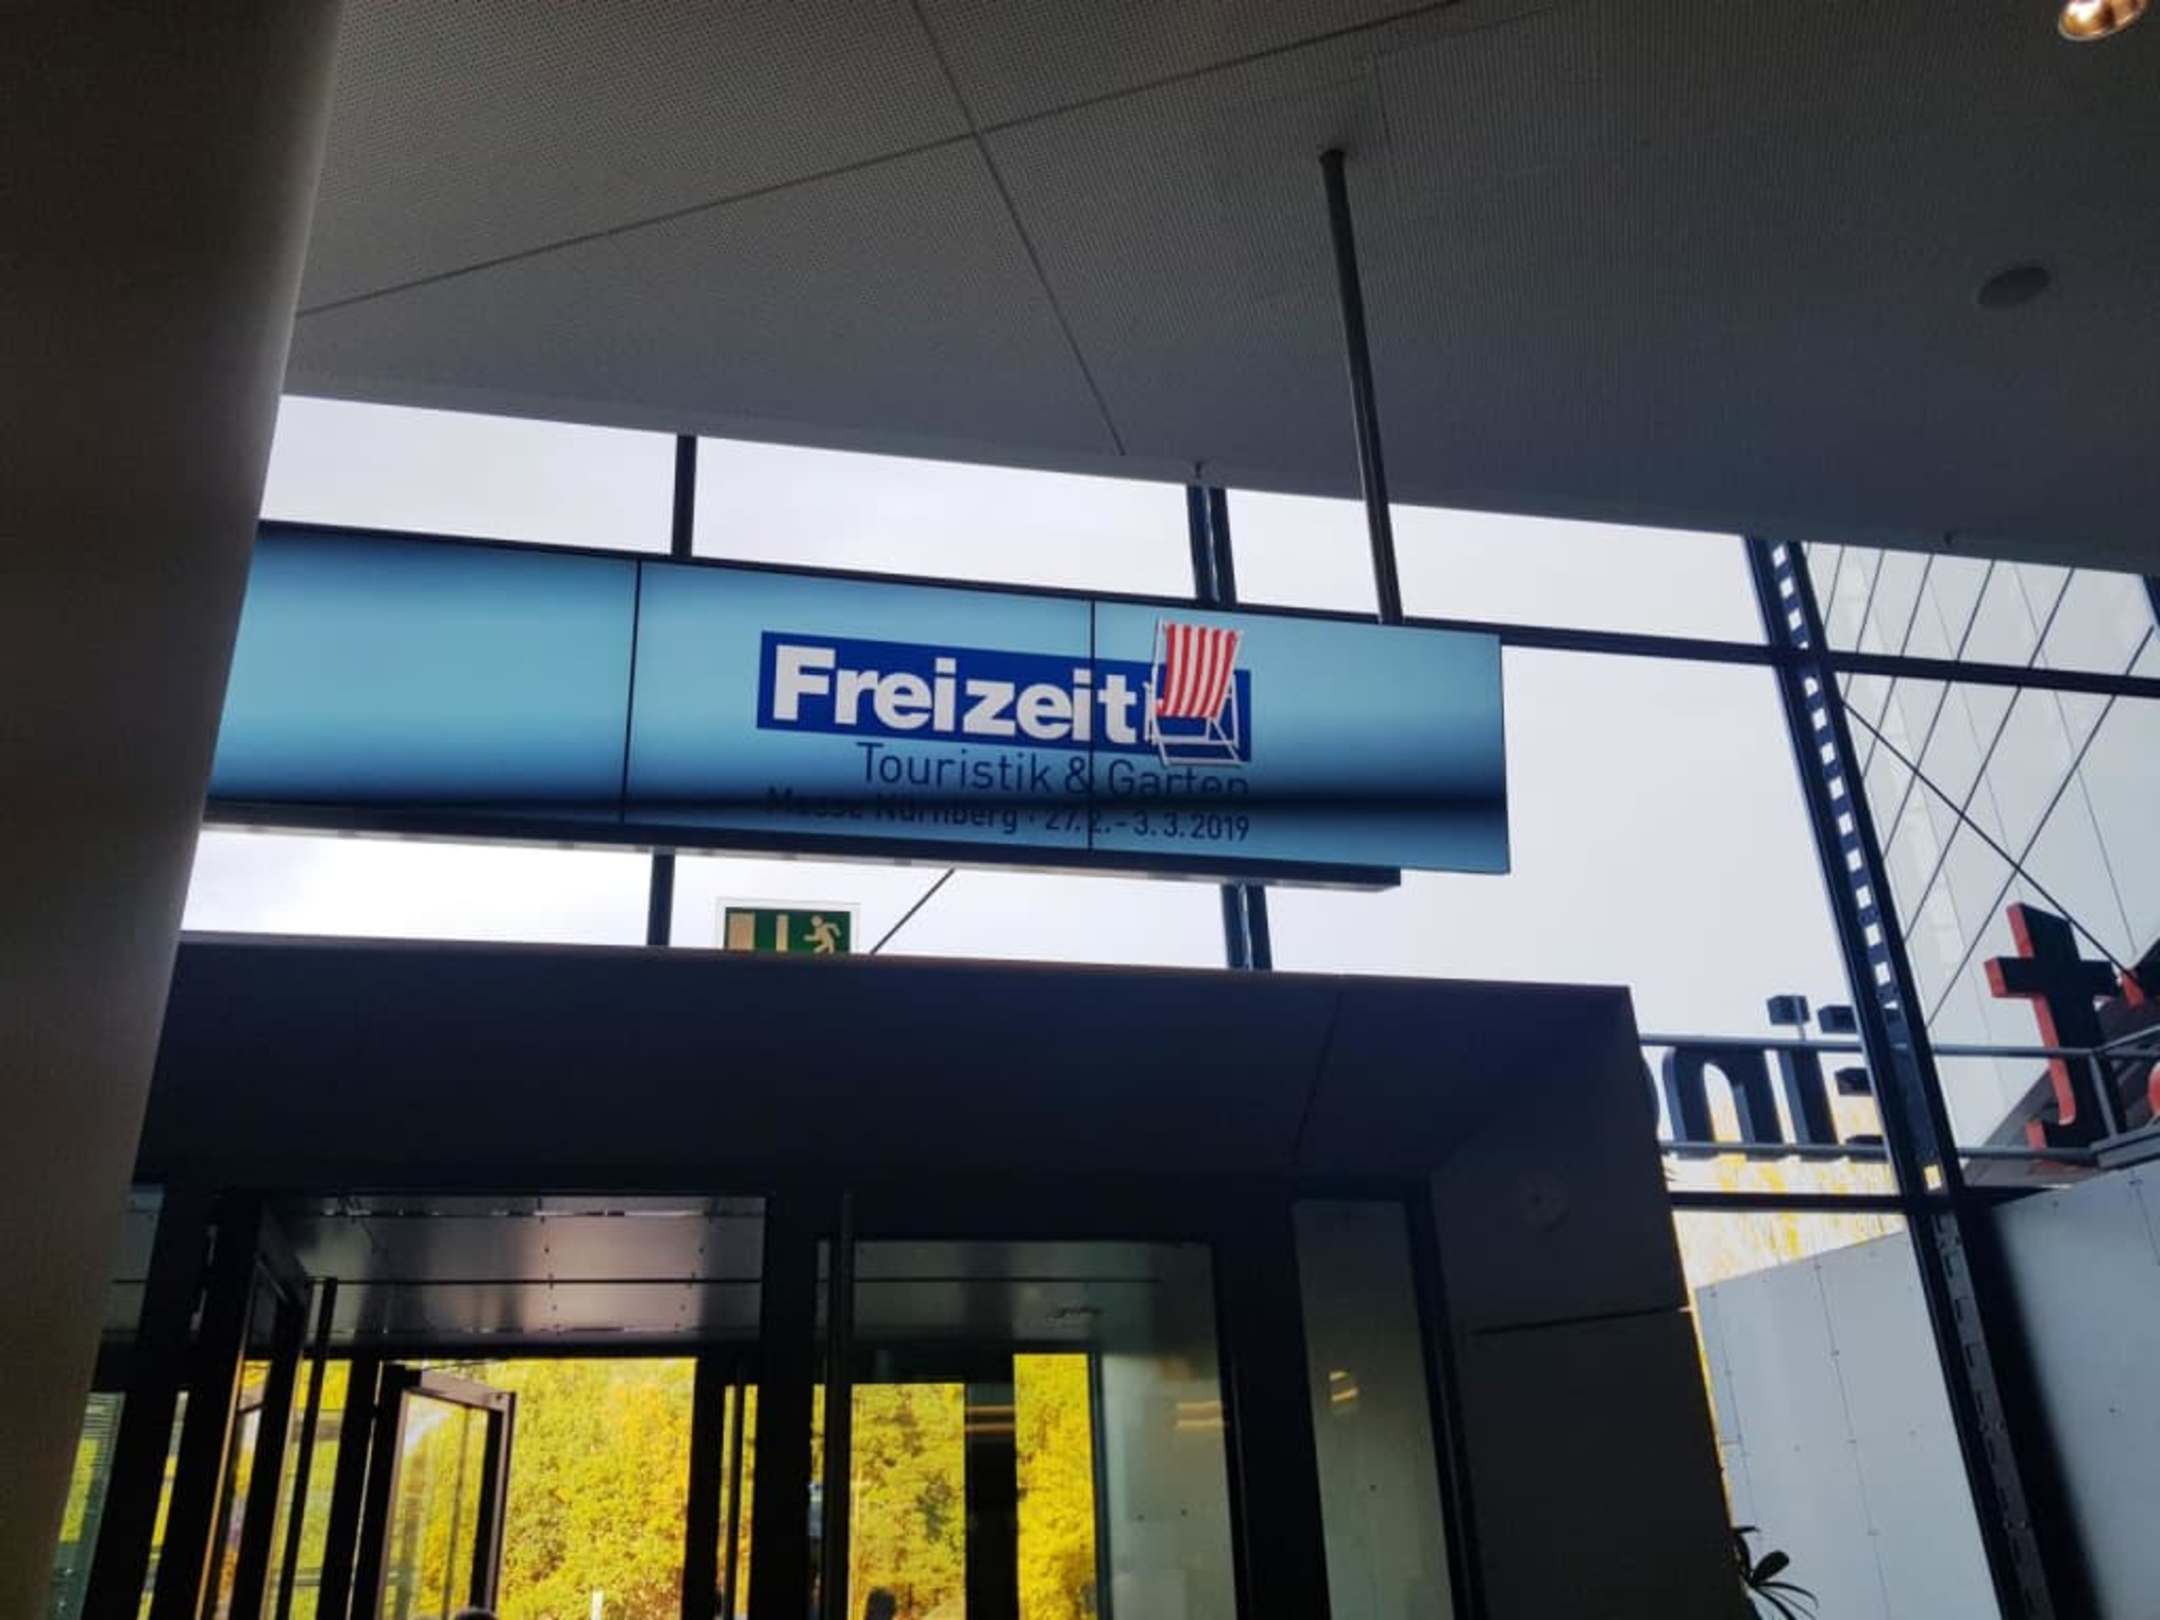 Freizeit
Touristik & Garten
Messe Nürnberg · 27.2.-3.3.2019